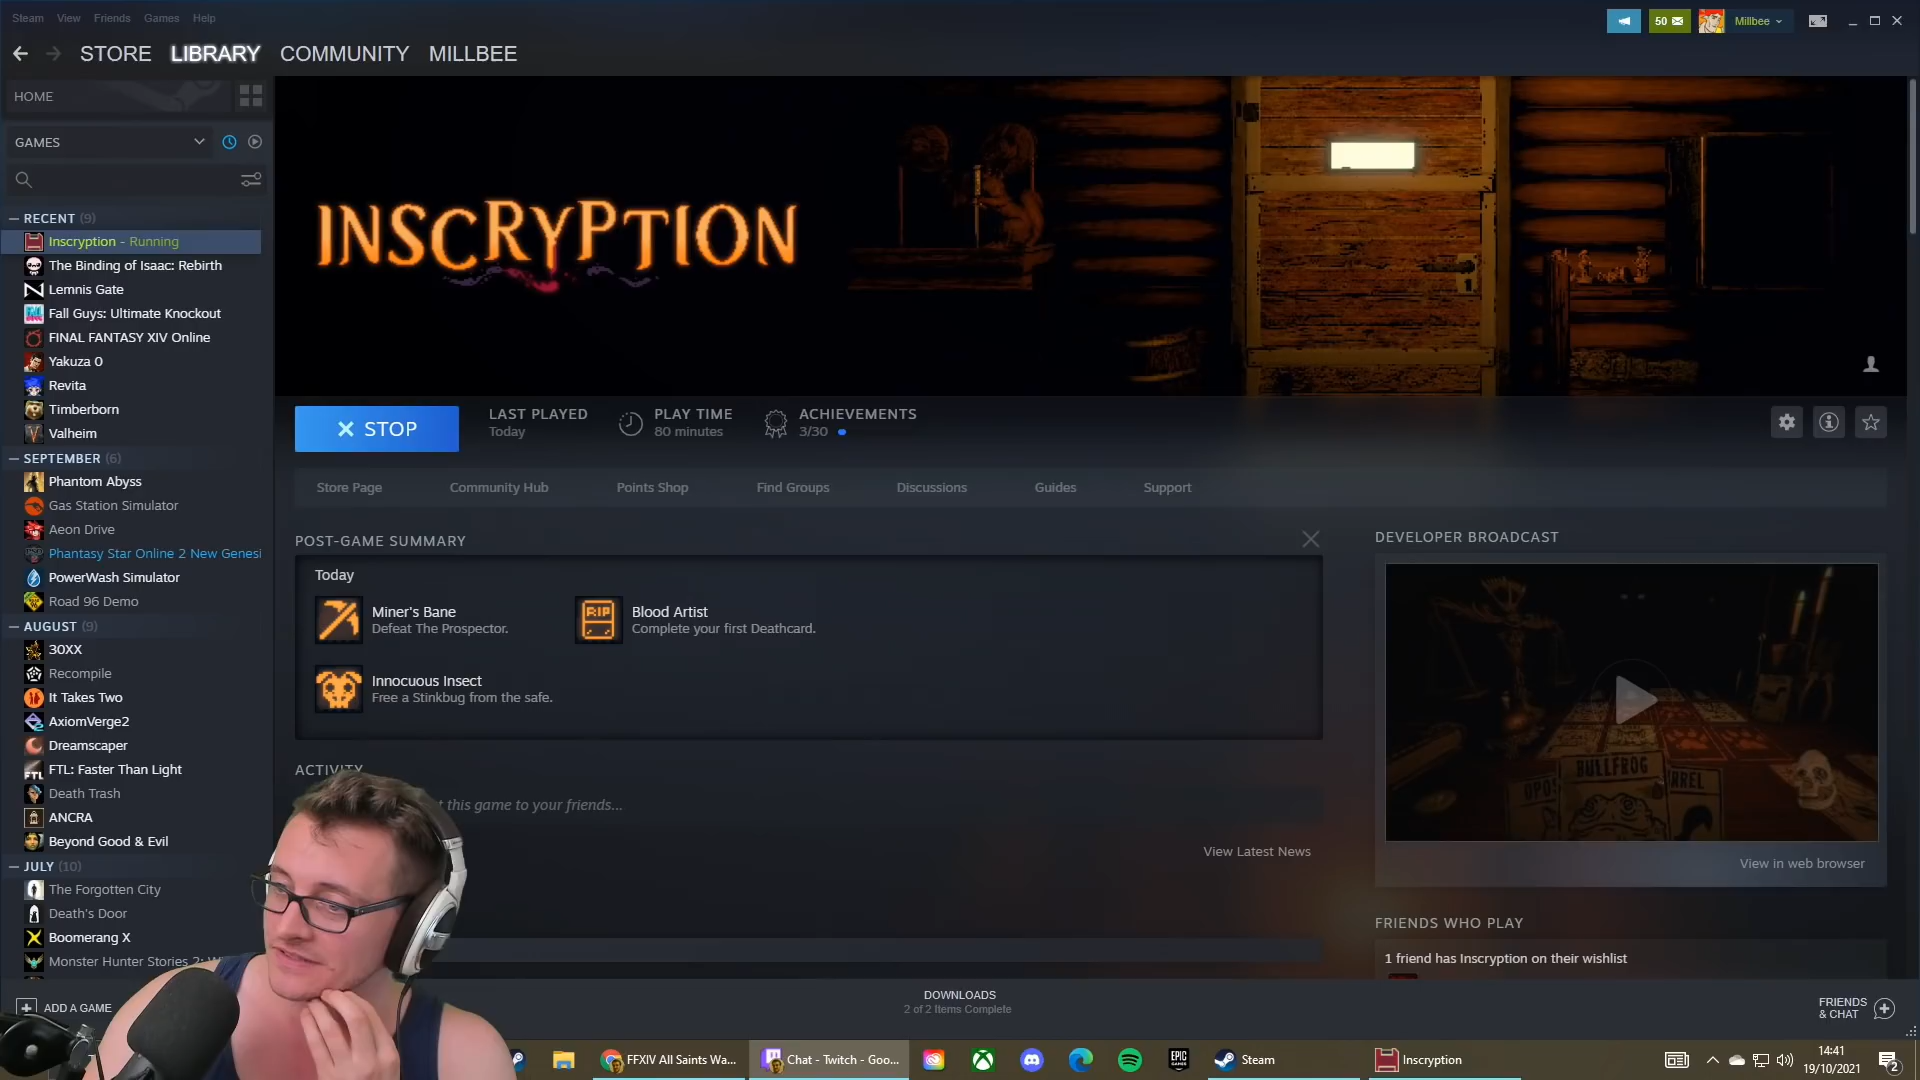 Steam View Friends Games Help
50
Millbee
STORE LIBRARY COMMUNITY MILLBEE
HOME
GAMES
RECENT (9)
Inscryption - Running
The Binding of Isaac: Rebirth
Lemnis Gate
Fall Guys: Ultimate Knockout
FINAL FANTASY XIV Online
Yakuza 0
Revita
Timberborn
Valheim
SEPTEMBER (6)
Phantom Abyss
Gas Station Simulator
Aeon Drive
Phantasy Star Online 2 New Genesi
PowerWash Simulator
Road 96 Demo
AUGUST (9)
30XX
Recompile
It Takes Two
AxiomVerge2
Dreamscaper
FTL: Faster Than Light
Death Trash
ANCRA
Beyond Good & Evil
JULY (10)
The Forgotten City
Death's Door
Boomerang X
Monster Hunter Stories 2:
ADD A GAME
INSCRYPTION
STOP
LAST PLAYED
Today
PLAY TIME
80 minutes
ACHIEVEMENTS
3/30
Store Page Community Hub Points Shop Find Groups Discussions Guides Support
POST-GAME SUMMARY
Today
Miner's Bane
Defeat The Prospector.
RIP
Blood Artist
Complete your first Deathcard.
Innocuous Insect
Free a Stinkbug from the safe.
ACTIVITY
t this game to your friends...
View Latest News
DEVELOPER BROADCAST
BULLFROG
View in web browser
FRIENDS WHO PLAY
1 friend has Inscryption on their wishlist
DOWNLOADS
2 of 2 Items Complete
FRIENDS
& CHAT
FFXIV All Saints Wa...
Chat - Twitch - Goo...
EPIC
Steam
Inscryption
14:41
19/10/2021
2